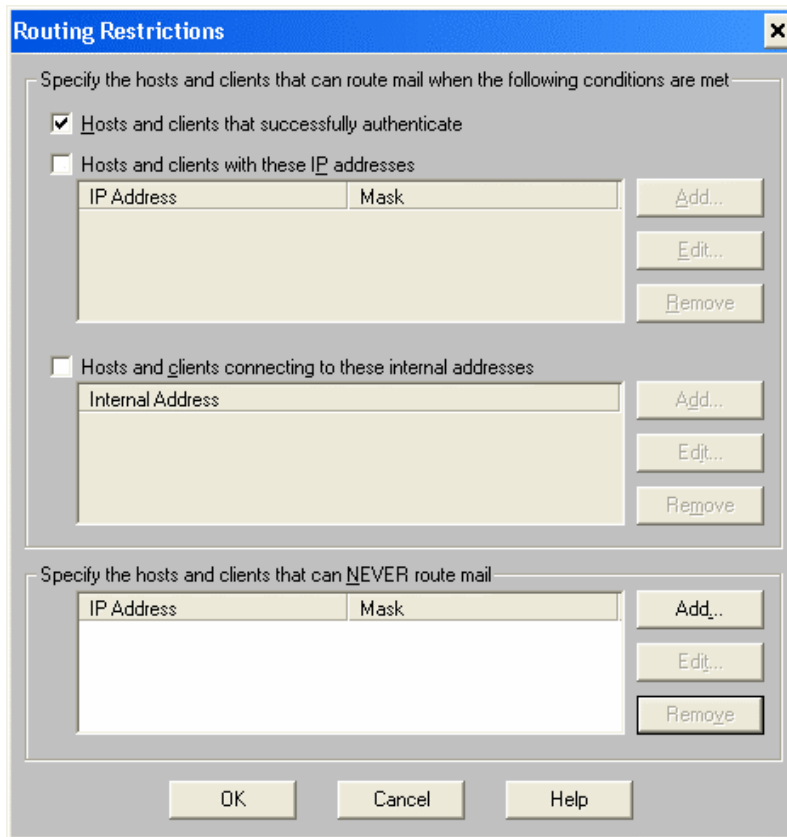 Routing Restrictions
Specify the hosts and clients that can route mail when the following conditions are met
Hosts and clients that successfully authenticate
Hosts and clients with these IP addresses
IP Address Mask
Add...
Edit...
Remove
Hosts and clients connecting to these internal addresses
Internal Address
Add...
Edit...
Remove
Specify the hosts and clients that can NEVER route mail
IP Address Mask
Add...
Edit...
Remove
OK Cancel Help